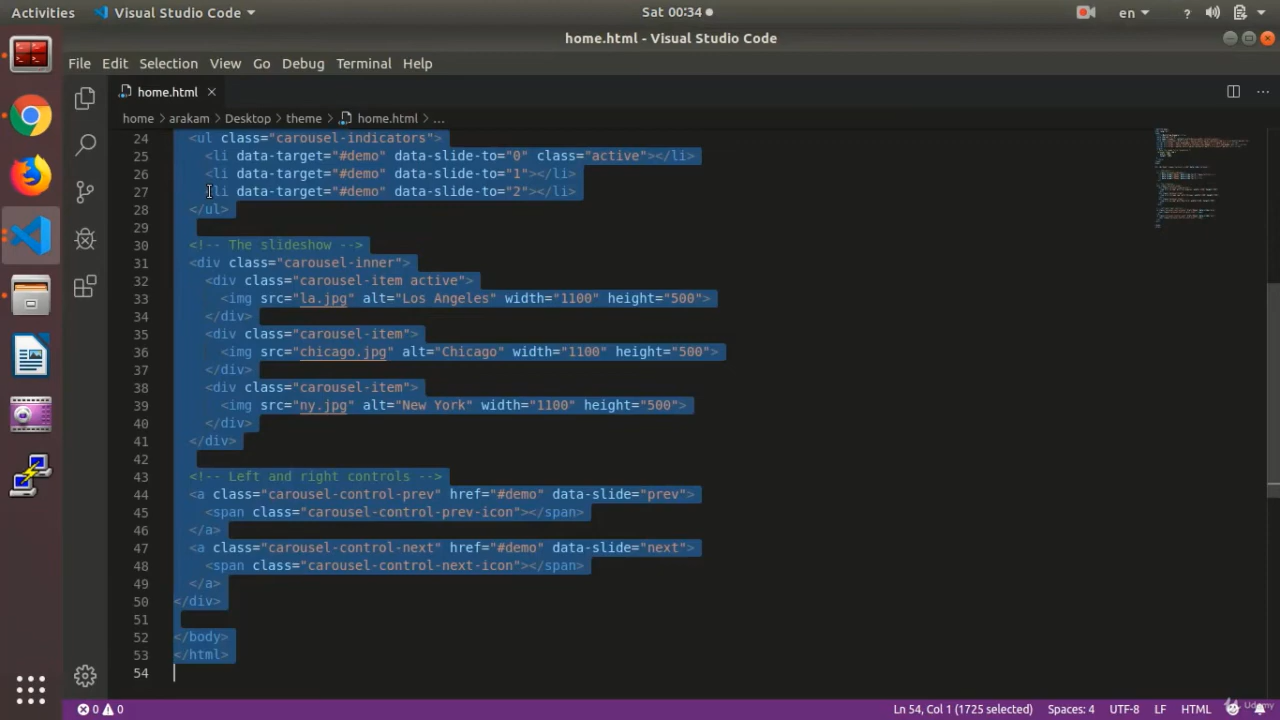 Activities Visual Studio Code Sat 00:34 en ?
home.html - Visual Studio Code
File Edit Selection View Go Debug Terminal Help
home.html
home arakam Desktop theme home.html ...
24 <ul class="carousel-indicators">
25 <li data-target="#demo" data-slide-to="0" class="active"></li>
26 <li data-target="#demo" data-slide-to="1"></li>
27 <li data-target="#demo" data-slide-to="2"></li>
28 </ul>
29
30 <!-- The slideshow -->
31 <div class="carousel-inner">
32 <div class="carousel-item active">
33 <img src="la.jpg" alt="Los Angeles" width="1100" height="500">
34 </div>
35 <div class="carousel-item">
36 <img src="chicago.jpg" alt="Chicago" width="1100" height="500">
37 </div>
38 <div class="carousel-item">
39 <img src="ny.jpg" alt="New York" width="1100" height="500">
40 </div>
41 </div>
42
43 <!-- Left and right controls -->
44 <a class="carousel-control-prev" href="#demo" data-slide="prev">
45 <span class="carousel-control-prev-icon"></span>
46 </a>
47 <a class="carousel-control-next" href="#demo" data-slide="next">
48 <span class="carousel-control-next-icon"></span>
49 </a>
50 </div>
51
52 </body>
53 </html>
54
0 0 Ln 54, Col 1 (1725 selected) Spaces: 4 UTF-8 LF HTML Udemy